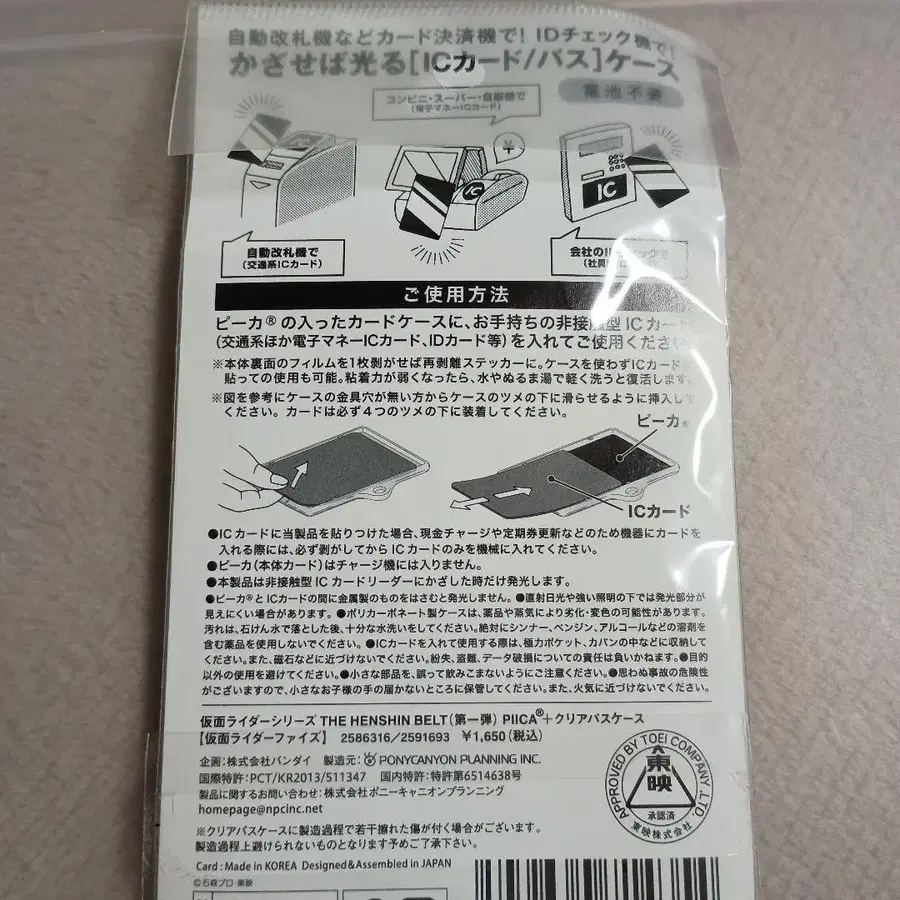 自動改札機などカード決済機で! IDチェック機で!
かざせば光る[ICカード/パス]ケース
電池不要
コンビニ・スーパー・自販機で
(電子マネーICカード)
¥
IC
IC
自動改札機で
(交通系ICカード)
会社のID
(社員
ご使用方法
ピーカ®の入ったカードケースに、お手持ちの非接触型ICカー
(交通系ほか電子マネーICカード、IDカード等)を入れてご使用くださ
※本体裏面のフィルムを1枚剥がせば再剥離ステッカーに。ケースを使わずICカード
貼っての使用も可能。粘着力が弱くなったら、水やぬるま湯で軽く洗うと復活します。
※図を参考にケースの金具穴が無い方からケースのツメの下に滑らせるように挿入して
ください。カードは必ず4つのツメの下に装着してください。
ピーカ®
ICカード
●ICカードに当製品を貼りつけた場合、現金チャージや定期券更新などのため機器にカードを
入れる際には、必ず剥がしてからICカードのみを機械に入れてください。
●ピーカ(本体カード)はチャージ機には入りません。
●本製品は非接触型ICカードリーダーにかざした時だけ発光します。
●ピーカ®とICカードの間に金属製のものをはさむと発光しません。●直射日光や強い照明の下では発光部分が
見えにくい場合があります。●ポリカーボネート製ケースは、薬品や蒸気により劣化・変色の可能性があります。
汚れは、石けん水で落とした後、十分な水洗いをしてください。絶対にシンナー、ベンジン、アルコールなどの溶剤を
含む薬品を使用しないでください。●ICカードを入れて使用する際は、極力ポケット、カバンの中などに収納して
ください。また、磁石などに近づけないでください。紛失、盗難、データ破損についての責任は負いかねます。●目的
以外の使用を避けてください。●小さな部品を、誤って飲みこまないようにご注意ください。●思わぬ事故の危険性
がございますので、小さなお子様の手の届かないところに保管してください。また、火気に近づけないでください。
仮面ライダーシリーズ THE HENSHIN BELT(第一弾) PIICA®+クリアパスケース
【仮面ライダーファイズ】 2586316/2591693 ¥1,650(税込)
企画:株式会社バンダイ 製造元: PONYCANYON PLANNING INC.
国際特許:PCT/KR2013/511347 国内特許:特許第6514638号
製品に関するお問い合わせ:株式会社ポニーキャニオンプランニング
homepage@npcinc.net
APPROVED BY TOEI COMPANY, LTD.
東映
承認済
東映株式会社
※クリアパスケースに製造過程で若干擦れた傷が付く場合がございます。
製造過程上避けられないものとなります予めご了承下さい。
Card : Made in KOREA Designed&Assembled in JAPAN
©石森プロ・東映